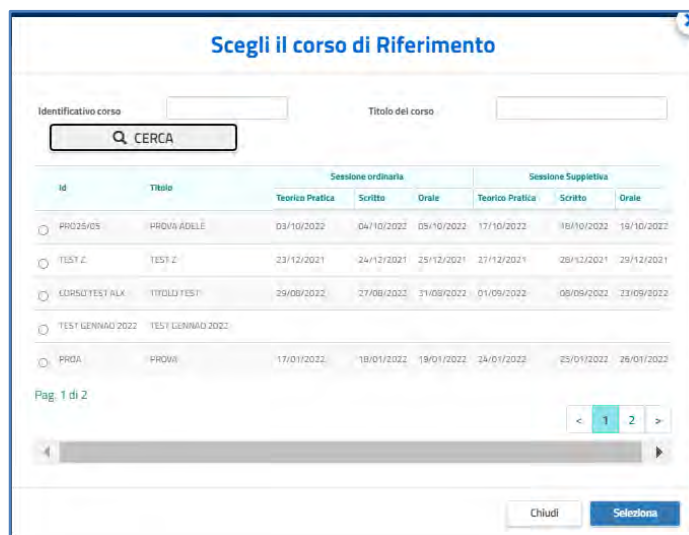 Scegli il corso di Riferimento
Identificativo corso Titolo del corso
CERCA
Id Titolo Sessione ordinaria Sessione Suppletiva
Teorico Pratica Scritto Orale Teorico Pratica Scritto Orale
PRO26/05 PROVA ADELE 03/10/2022 04/10/2022 05/10/2022 17/10/2022 18/10/2022 19/10/2022
TEST Z TEST Z 23/12/2021 24/12/2021 25/12/2021 27/12/2021 28/12/2021 29/12/2021
CORSO TEST ALX TITOLO TEST 29/08/2022 27/08/2022 31/08/2022 01/09/2022 08/09/2022 23/09/2022
TEST GENNAO 2022 TEST GENNAO 2022
PROA PROVA 17/01/2022 18/01/2022 19/01/2022 24/01/2022 25/01/2022 26/01/2022
Pag. 1 di 2
< 1 2 >
Chiudi Seleziona